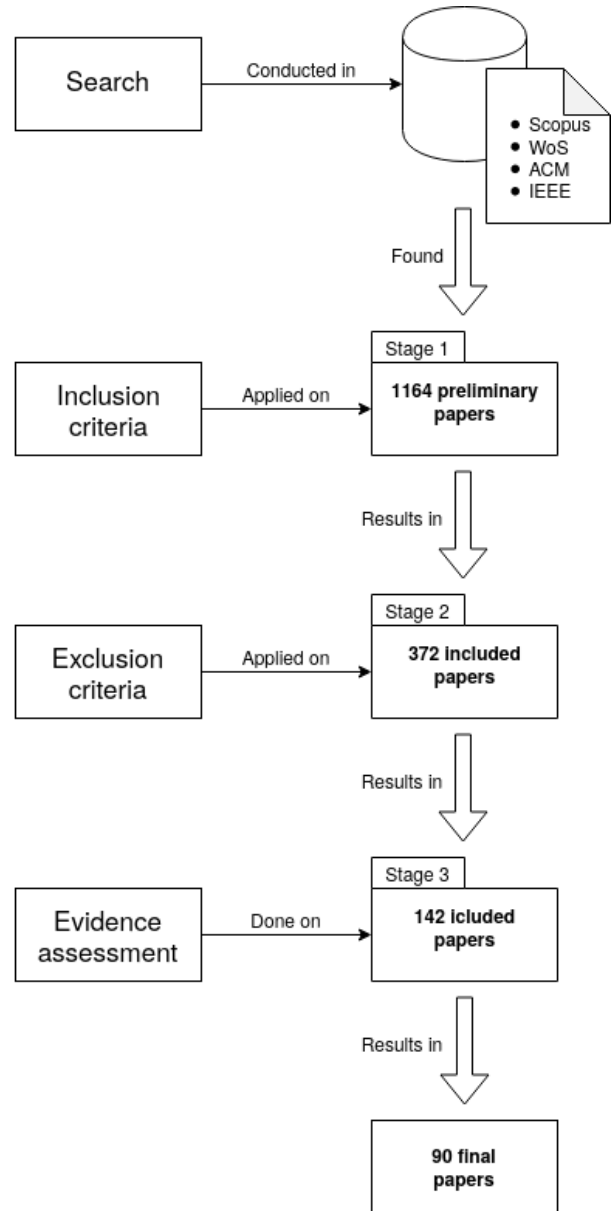 Search
Conducted in
● Scopus
● WoS
● ACM
● IEEE
Found
Stage 1
Inclusion
criteria
Applied on
1164 preliminary
papers
Results in
Stage 2
Exclusion
criteria
Applied on
372 included
papers
Results in
Stage 3
Evidence
assessment
Done on
142 icluded
papers
Results in
90 final
papers